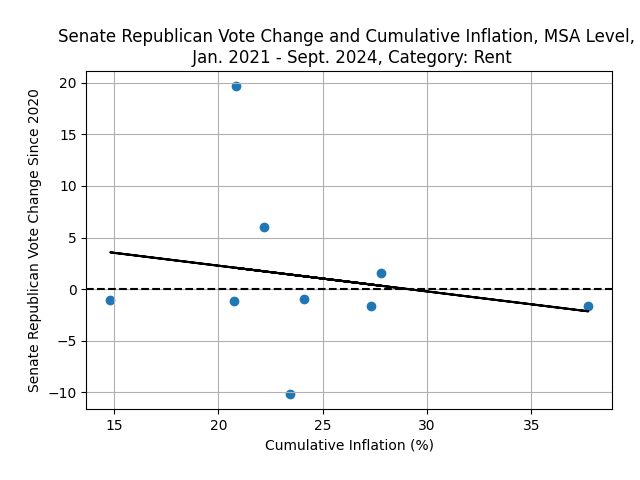 Senate Republican Vote Change and Cumulative Inflation, MSA Level,
Jan. 2021 - Sept. 2024, Category: Rent
Senate Republican Vote Change Since 2020
20
15
10
5
0
−5
−10
15 20 25 30 35
Cumulative Inflation (%)